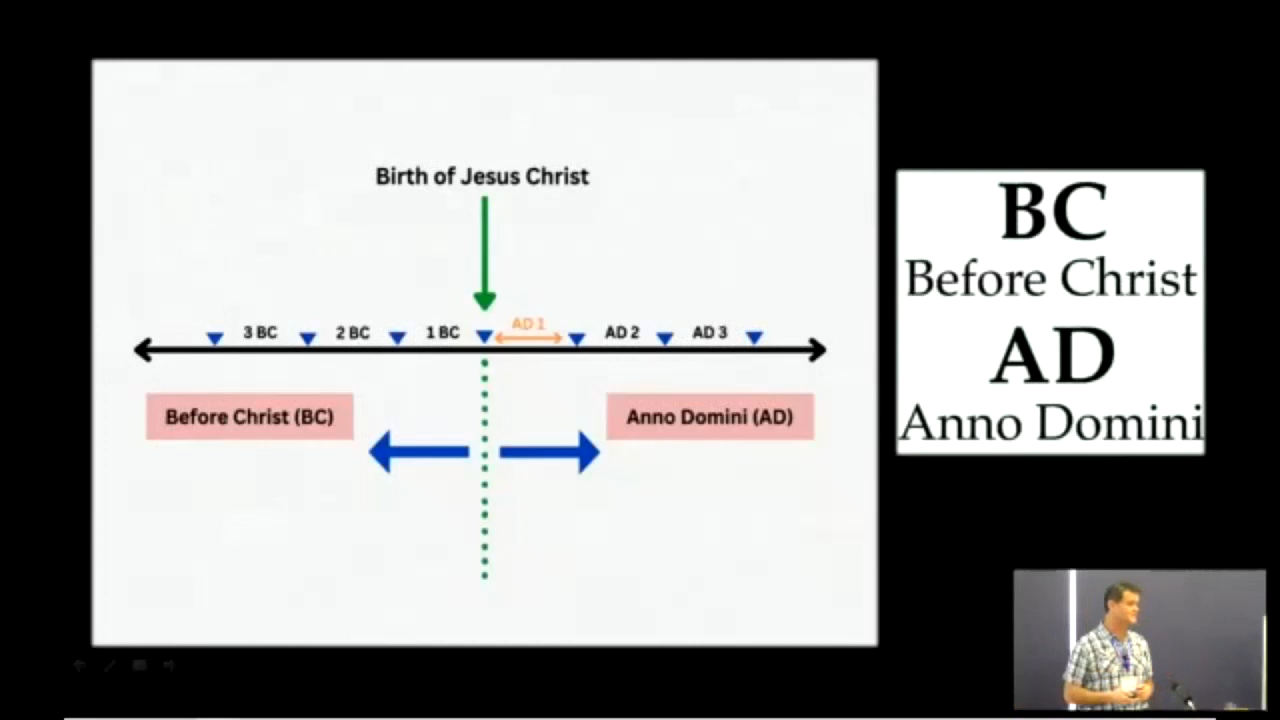 Birth of Jesus Christ
3 BC
2 BC
1 BC
AD 1
AD 2
AD 3
Before Christ (BC)
Anno Domini (AD)
BC
Before Christ
AD
Anno Domini